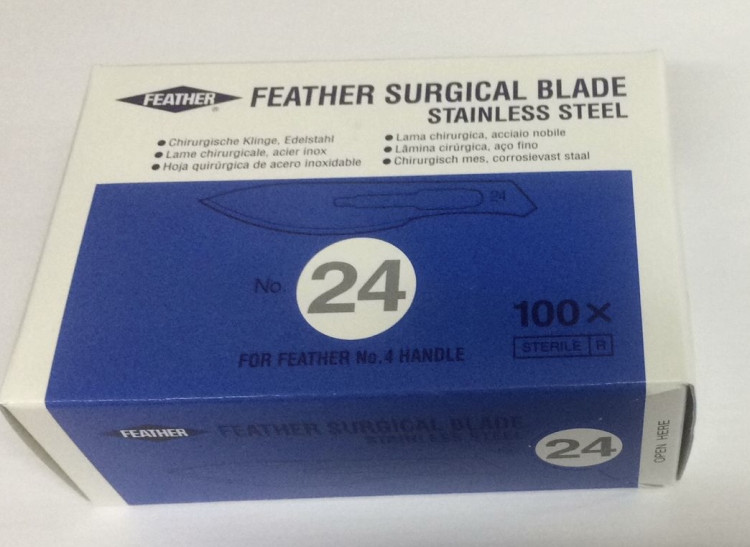 FEATHER
®
FEATHER SURGICAL BLADE
STAINLESS STEEL
● Chirurgische Klinge, Edelstahl
● Lame chirurgicale, acier inox
● Hoja quirúrgica de acero inoxidable
● Lama chirurgica, acciaio nobile
● Lâmina cirúrgica, aço fino
● Chirurgisch mes, corrosievast staal
24
No. 24
100×
STERILE R
FOR FEATHER No.4 HANDLE
FEATHER
FEATHER SURGICAL BLADE
STAINLESS STEEL
24
OPEN HERE